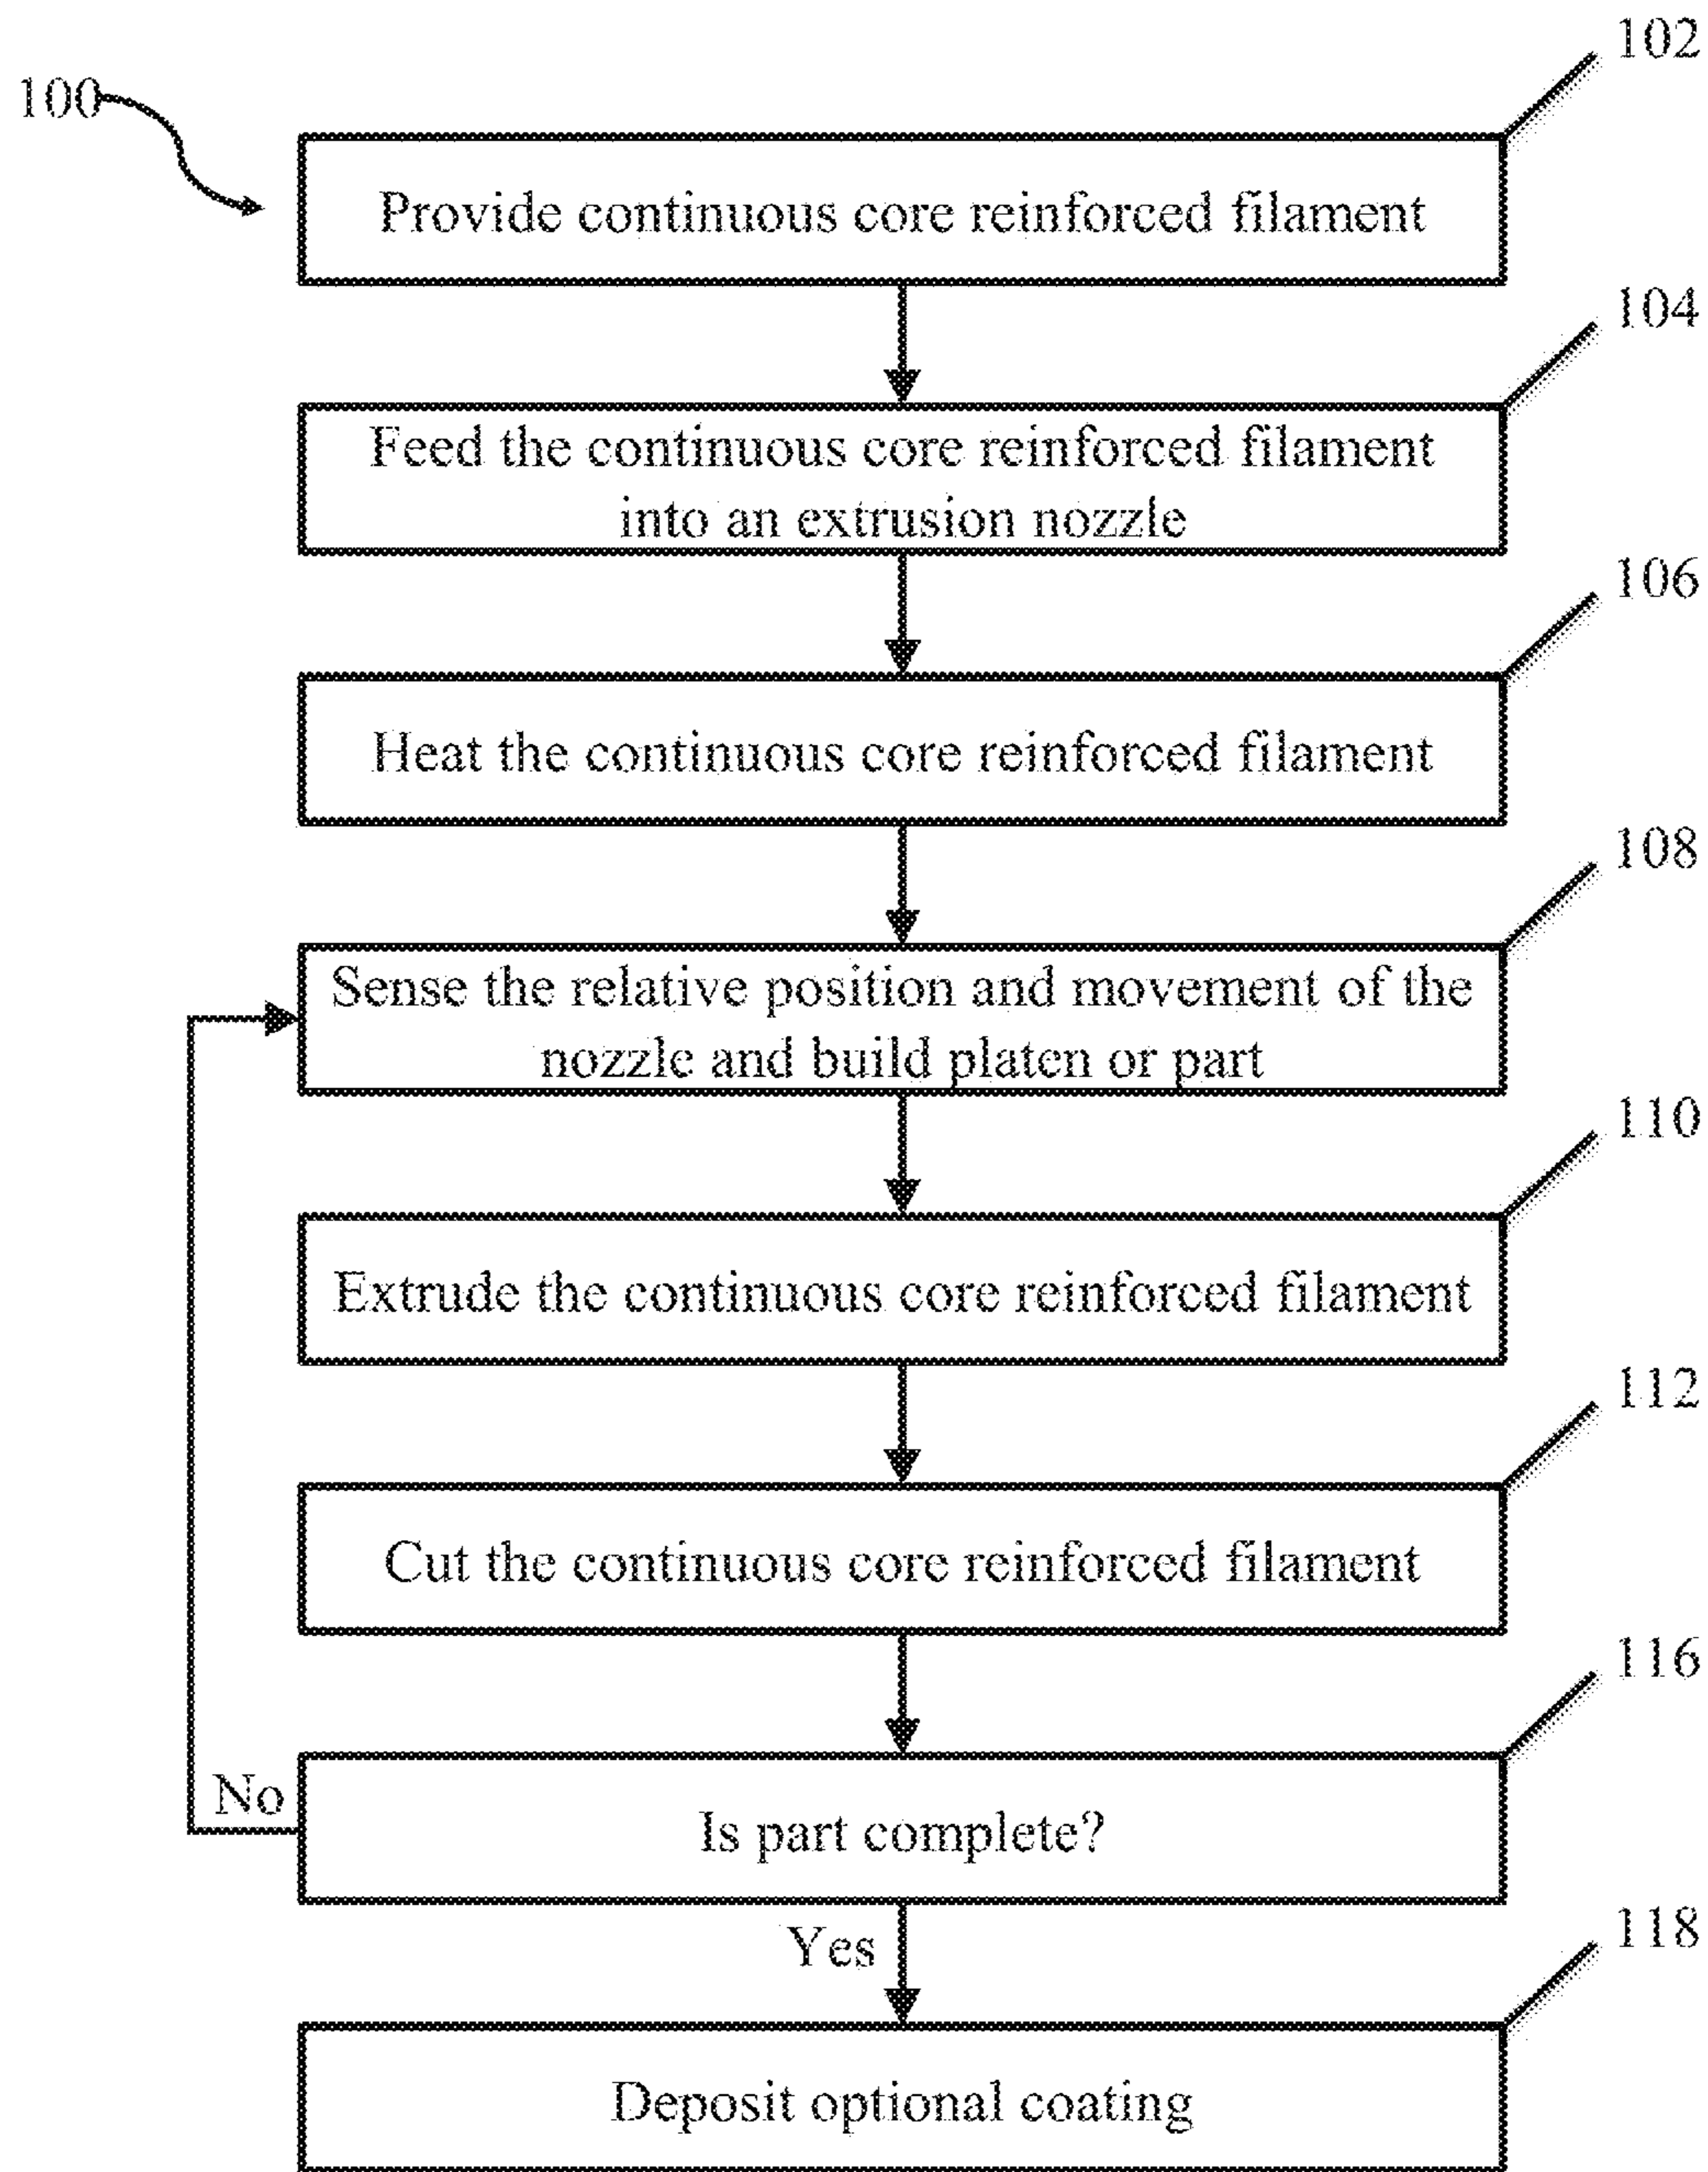 102
100
Provide continuous core reinforced filament
104
Feed the continuous core reinforced filament
into an extrusion nozzle
106
Heat the continuous core reinforced filament
108
Sense the relative position and movement of the
nozzle and build platen or part
110
Extrude the continuous core reinforced filament
112
Cut the continuous core reinforced filament
116
No
Is part complete?
118
Yes
Deposit optional coating